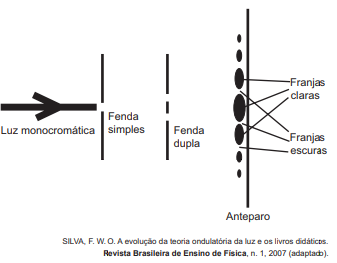 Luz monocromática
Fenda
simples
Fenda
dupla
Franjas
claras
Franjas
escuras
Anteparo
SILVA, F. W. O. A evolução da teoria ondulatória da luz e os livros didáticos.
Revista Brasileira de Ensino de Física, n. 1, 2007 (adaptado).